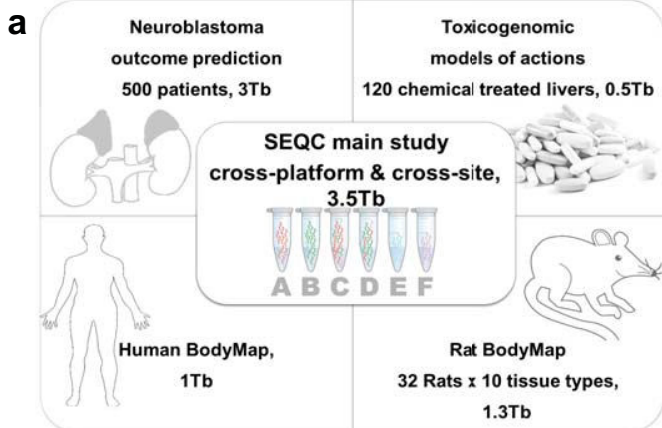 a
Neuroblastoma
outcome prediction
500 patients, 3Tb
Toxicogenomic
models of actions
120 chemical treated livers, 0.5Tb
SEQC main study
cross-platform & cross-site,
3.5Tb
A B C D E F
Human BodyMap,
1Tb
Rat BodyMap
32 Rats x 10 tissue types,
1.3Tb